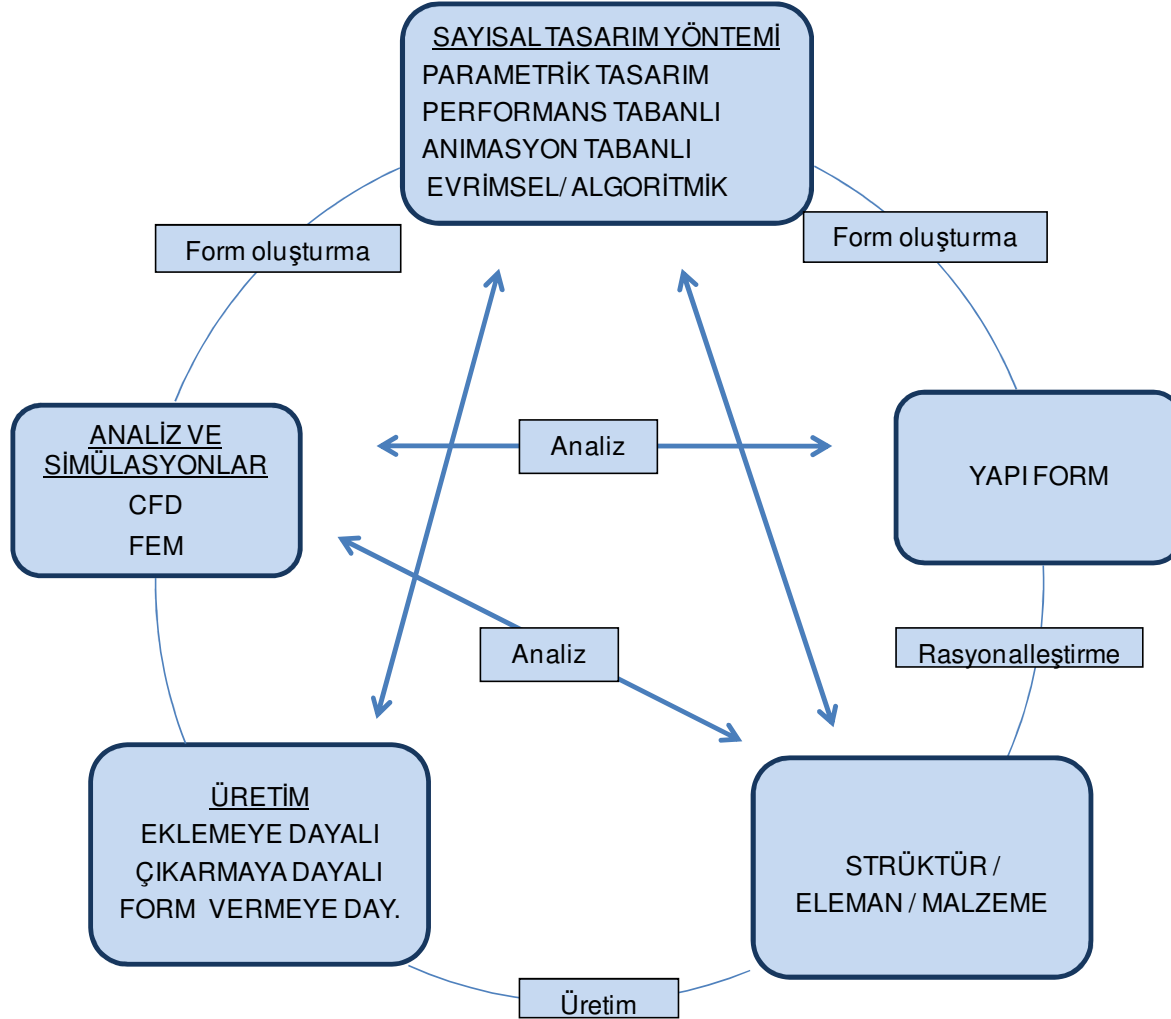 SAYISAL TASARIM YÖNTEMİ
PARAMETRİK TASARIM
PERFORMANS TABANLI
ANIMASYON TABANLI
EVRİMSEL/ ALGORİTMİK
Form oluşturma
Form oluşturma
ANALİZ VE
SİMÜLASYONLAR
CFD
FEM
Analiz
YAPI FORM
Analiz
Rasyonalleştirme
ÜRETİM
EKLEMEYE DAYALI
ÇIKARMAYA DAYALI
FORM VERMEYE DAY.
STRÜKTÜR /
ELEMAN / MALZEME
Üretim